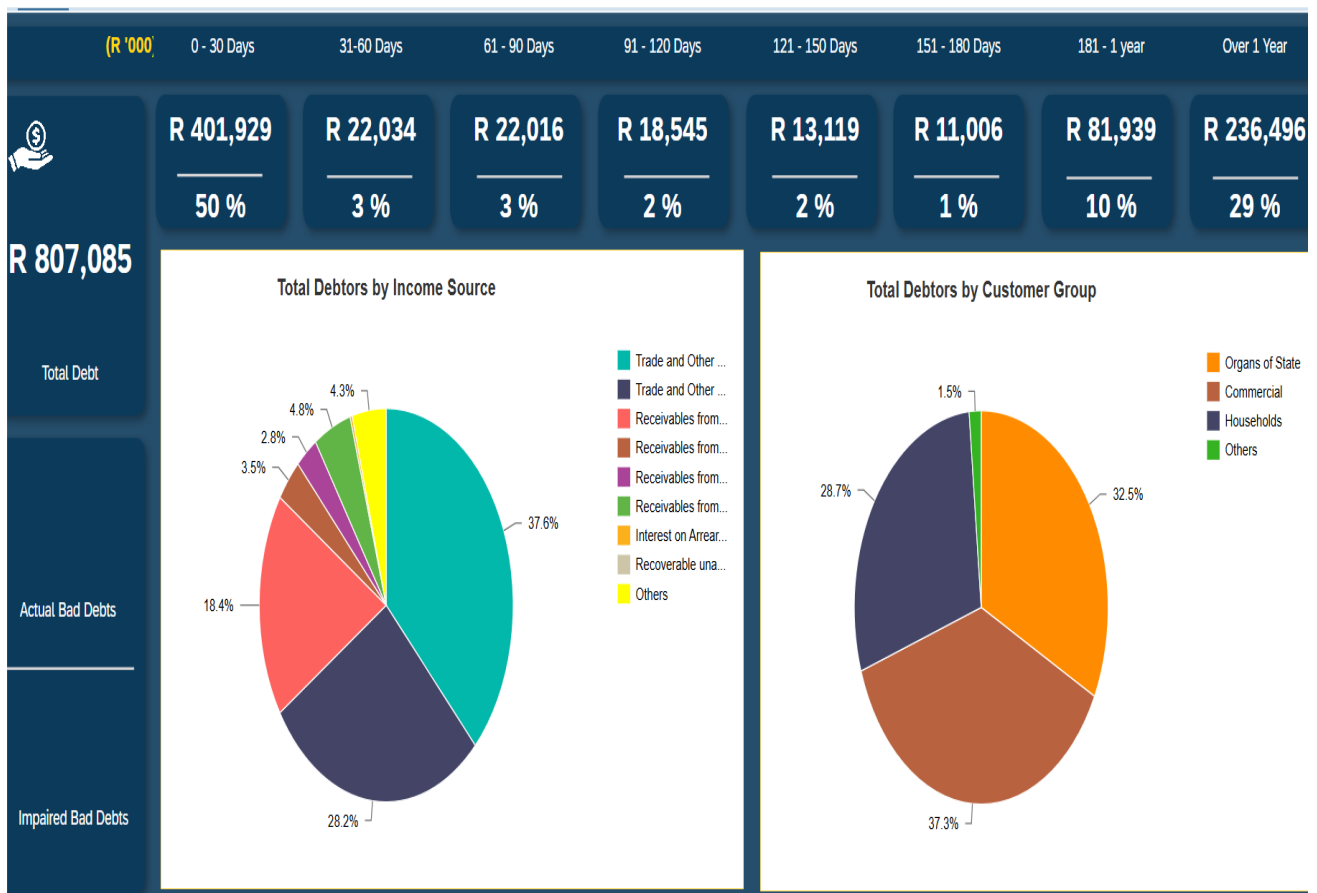 (R '000)
0 - 30 Days
31-60 Days
61 - 90 Days
91 - 120 Days
121 - 150 Days
151 - 180 Days
181 - 1 year
Over 1 Year
R 401,929
R 22,034
R 22,016
R 18,545
R 13,119
R 11,006
R 81,939
R 236,496
50 %
3 %
3 %
2 %
2 %
1 %
10 %
29 %
R 807,085
Total Debt
Actual Bad Debts
Impaired Bad Debts
Total Debtors by Income Source
4.3%
4.8%
2.8%
3.5%
37.6%
18.4%
28.2%
Trade and Other ...
Trade and Other ...
Receivables from...
Receivables from...
Receivables from...
Receivables from...
Interest on Arrear...
Recoverable una...
Others
Total Debtors by Customer Group
1.5%
28.7%
32.5%
37.3%
Organs of State
Commercial
Households
Others